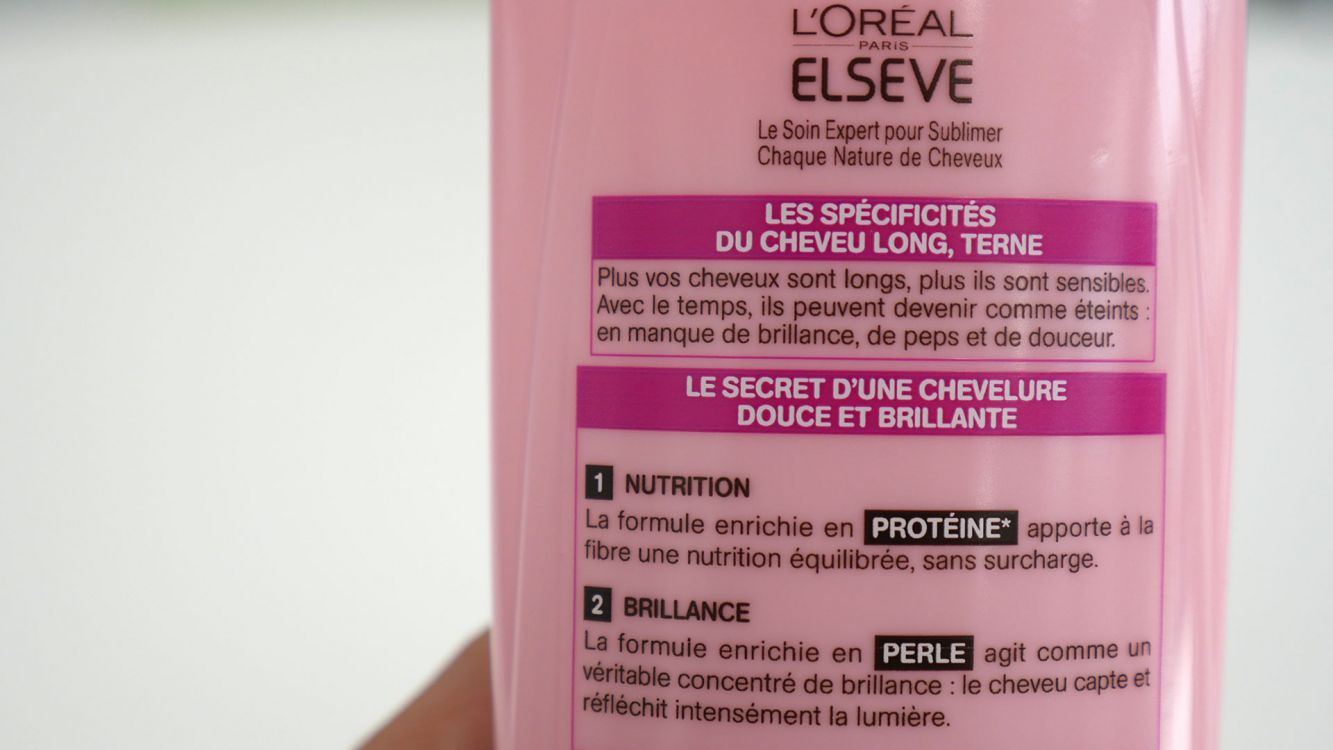 L'ORÉAL
PARIS
ELSEVE
Le Soin Expert pour Sublimer
Chaque Nature de Cheveux
LES SPÉCIFICITÉS
DU CHEVEU LONG, TERNE
Plus vos cheveux sont longs, plus ils sont sensibles.
Avec le temps, ils peuvent devenir comme éteints :
en manque de brillance, de peps et de douceur.
LE SECRET D'UNE CHEVELURE
DOUCE ET BRILLANTE
1 NUTRITION
La formule enrichie en PROTÉINE* apporte à la
fibre une nutrition équilibrée, sans surcharge.
2 BRILLANCE
La formule enrichie en PERLE agit comme un
véritable concentré de brillance : le cheveu capte et
réfléchit intensément la lumière.